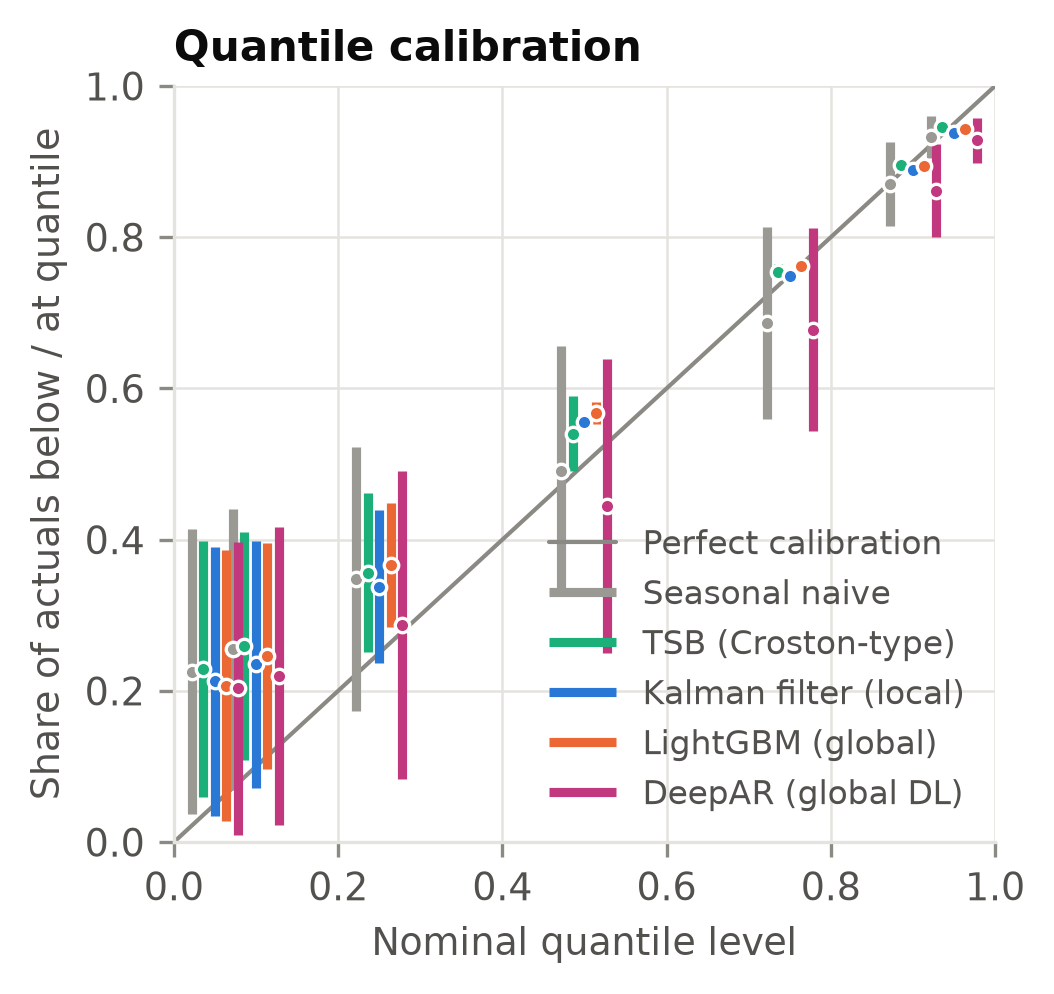 Quantile calibration
Share of actuals below / at quantile
1.0
0.8
0.6
0.4
0.2
0.0
Perfect calibration
Seasonal naive
TSB (Croston-type)
Kalman filter (local)
LightGBM (global)
DeepAR (global DL)
0.0 0.2 0.4 0.6 0.8 1.0
Nominal quantile level